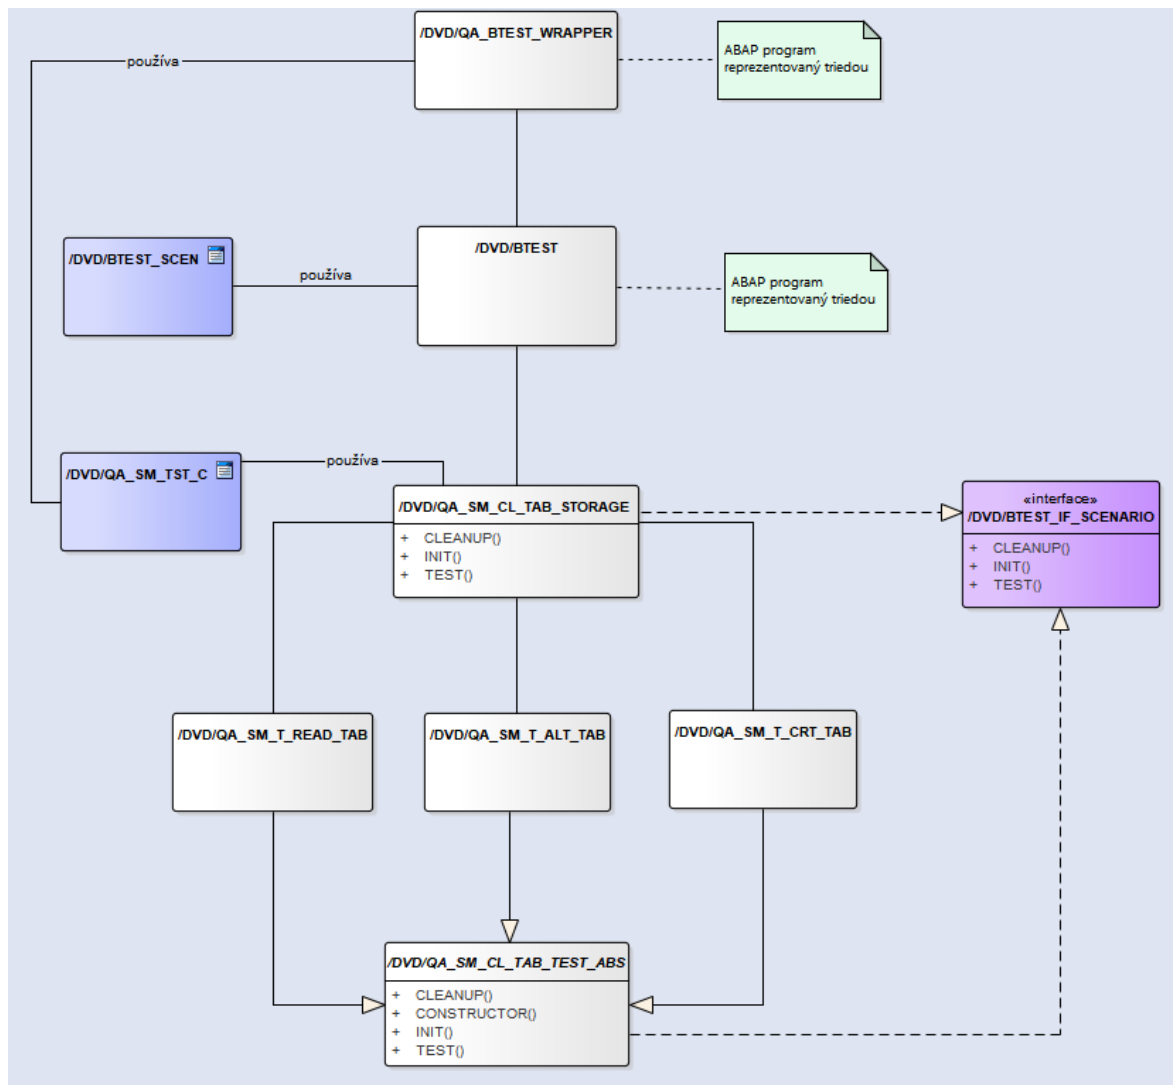 /DVD/QA_BTEST_WRAPPER
ABAP program
reprezentovaný triedou
používa
/DVD/BTEST_SCEN
používa
/DVD/BTEST
ABAP program
reprezentovaný triedou
/DVD/QA_SM_TST_C
používa
/DVD/QA_SM_CL_TAB_STORAGE
+ CLEANUP()
+ INIT()
+ TEST()
«interface»
/DVD/BTEST_IF_SCENARIO
+ CLEANUP()
+ INIT()
+ TEST()
/DVD/QA_SM_T_READ_TAB
/DVD/QA_SM_T_ALT_TAB
/DVD/QA_SM_T_CRT_TAB
/DVD/QA_SM_CL_TAB_TEST_ABS
+ CLEANUP()
+ CONSTRUCTOR()
+ INIT()
+ TEST()